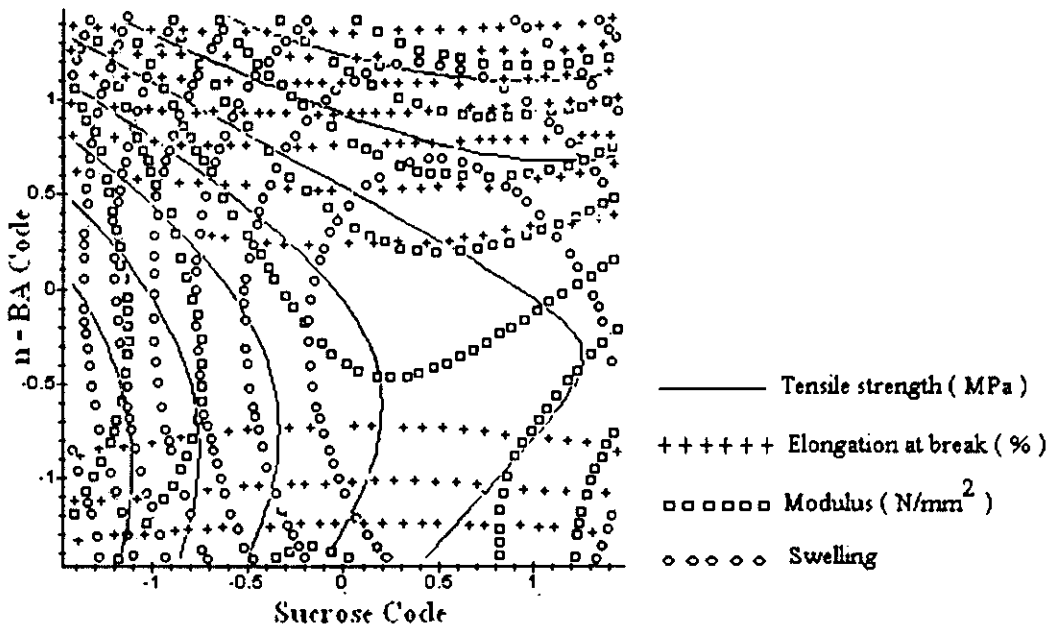 1
0.5
0
-0.5
-1
n - BA Code
-1
-0.5
0
0.5
1
Sucrose Code
Tensile strength ( MPa )
Elongation at break ( % )
Modulus ( N/mm²)
Swelling